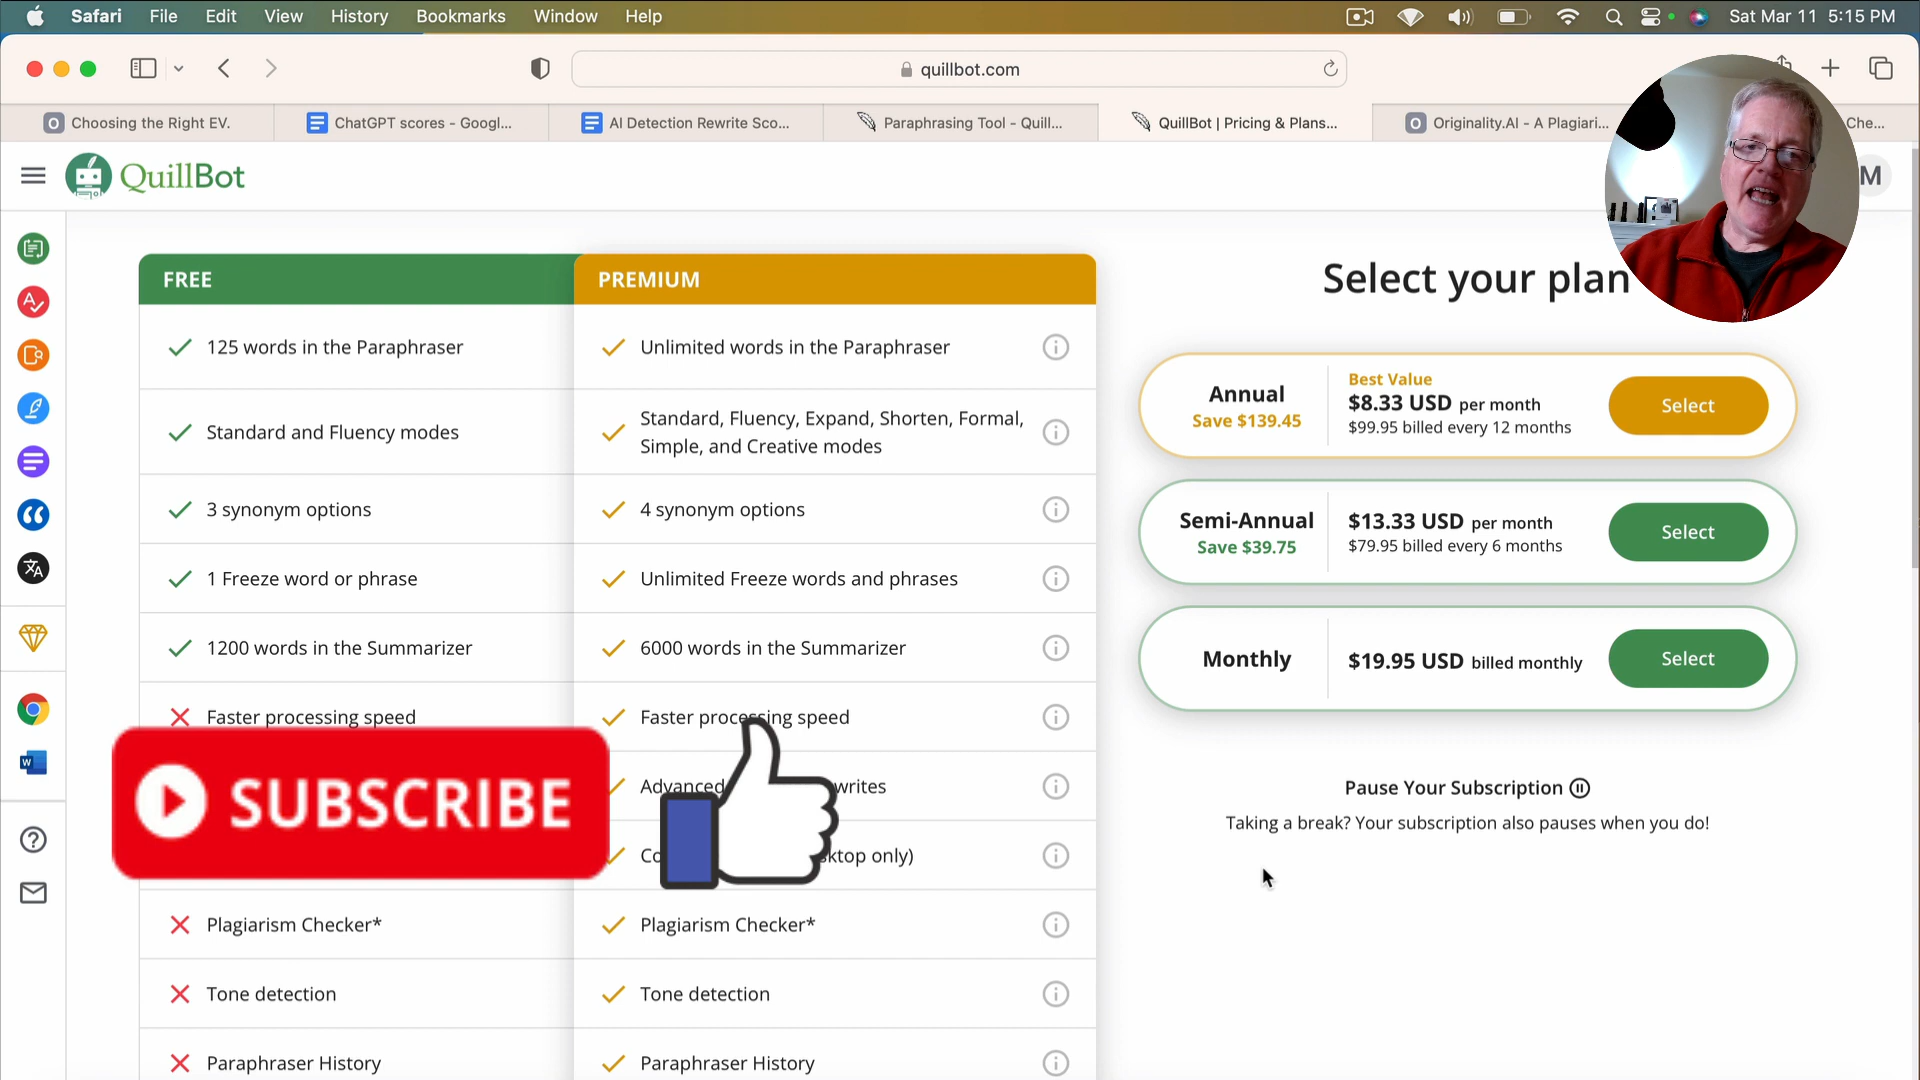 Safari File Edit View History Bookmarks Window Help
Sat Mar 11 5:15 PM
quillbot.com
Choosing the Right EV.
ChatGPT scores - Googl...
AI Detection Rewrite Sco...
Paraphrasing Tool - Quill...
QuillBot | Pricing & Plans...
Originality.AI - A Plagiari...
Che...
QuillBot
M
FREE
PREMIUM
125 words in the Paraphraser
Unlimited words in the Paraphraser
Standard and Fluency modes
Standard, Fluency, Expand, Shorten, Formal,
Simple, and Creative modes
3 synonym options
4 synonym options
1 Freeze word or phrase
Unlimited Freeze words and phrases
1200 words in the Summarizer
6000 words in the Summarizer
Faster processing speed
Faster processing speed
Advanced
writes
Co
ktop only)
SUBSCRIBE
Plagiarism Checker*
Plagiarism Checker*
Tone detection
Tone detection
Paraphraser History
Paraphraser History
Select your plan
Annual
Save $139.45
Best Value
$8.33 USD per month
$99.95 billed every 12 months
Select
Semi-Annual
Save $39.75
$13.33 USD per month
$79.95 billed every 6 months
Select
Monthly
$19.95 USD billed monthly
Select
Pause Your Subscription
Taking a break? Your subscription also pauses when you do!